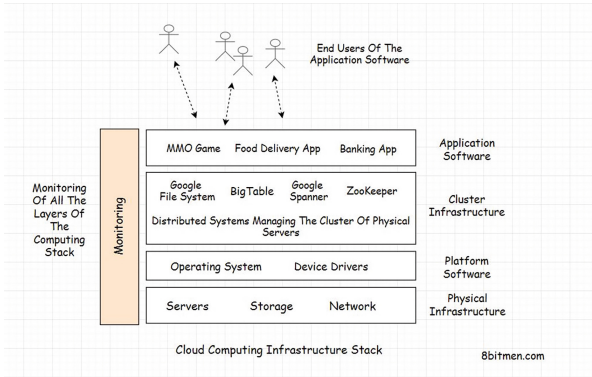 End Users Of The
Application Software
MMO Game Food Delivery App Banking App
Application
Software
Monitoring
Of All The
Layers Of
The
Computing
Stack
Monitoring
Google
File System
BigTable
Google
Spanner
ZooKeeper
Distributed Systems Managing The Cluster Of Physical
Servers
Cluster
Infrastructure
Operating System Device Drivers
Platform
Software
Servers Storage Network
Physical
Infrastructure
Cloud Computing Infrastructure Stack
8bitmen.com